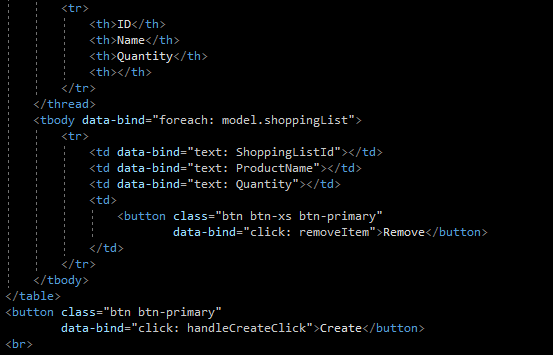 <tr>
<th>ID</th>
<th>Name</th>
<th>Quantity</th>
<th></th>
</tr>
</thread>
<tbody data-bind="foreach: model.shoppingList">
<tr>
<td data-bind="text: ShoppingListId"></td>
<td data-bind="text: ProductName"></td>
<td data-bind="text: Quantity"></td>
<td>
<button class="btn btn-xs btn-primary"
data-bind="click: removeItem">Remove</button>
</td>
</tr>
</tbody>
</table>
<button class="btn btn-primary"
data-bind="click: handleCreateClick">Create</button>
<br>